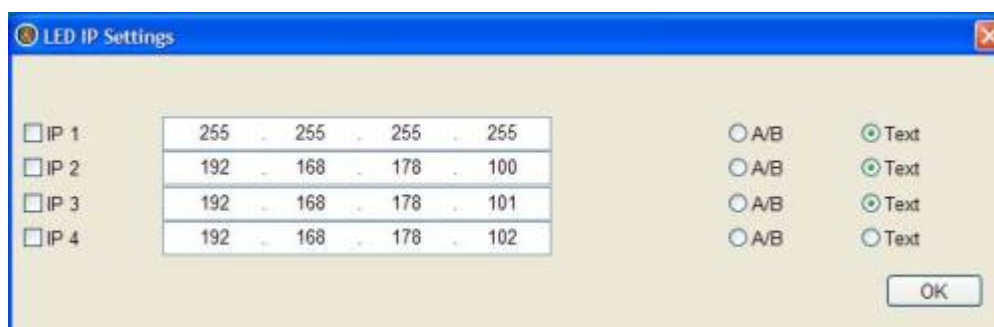 LED IP Settings
IP 1 255 . 255 . 255 . 255 A/B Text
IP 2 192 . 168 . 178 . 100 A/B Text
IP 3 192 . 168 . 178 . 101 A/B Text
IP 4 192 . 168 . 178 . 102 A/B Text
OK